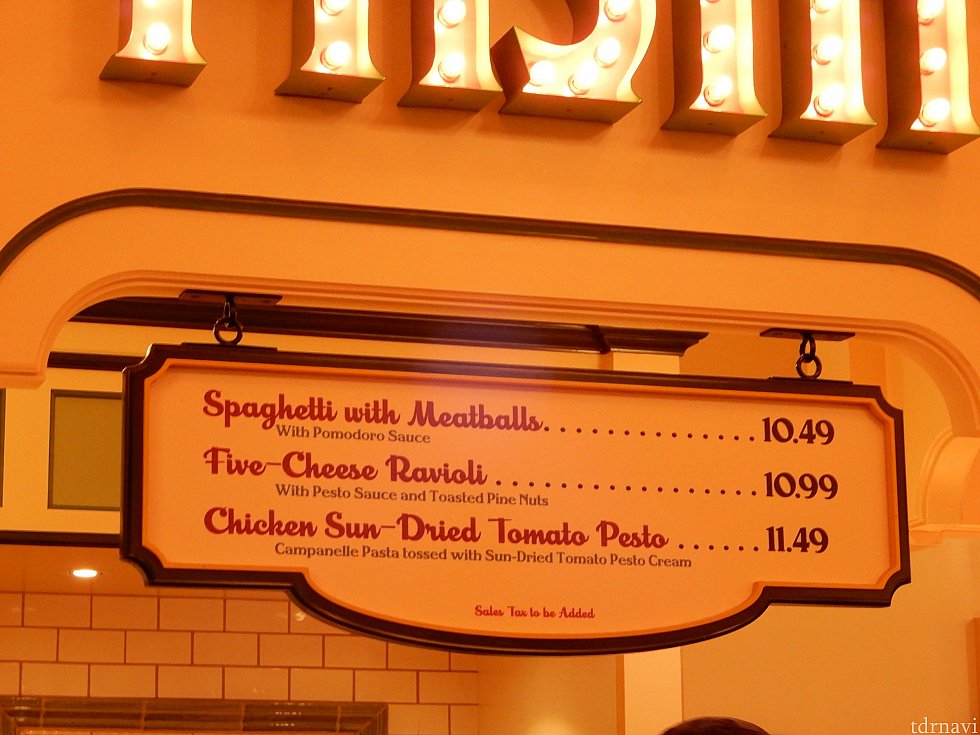 Spaghetti with Meatballs.............. 10.49
With Pomodoro Sauce
Five-Cheese Ravioli .................. 10.99
With Pesto Sauce and Toasted Pine Nuts
Chicken Sun-Dried Tomato Pesto ...... 11.49
Campanelle Pasta tossed with Sun-Dried Tomato Pesto Cream
Sales Tax to be Added
tdrnavi